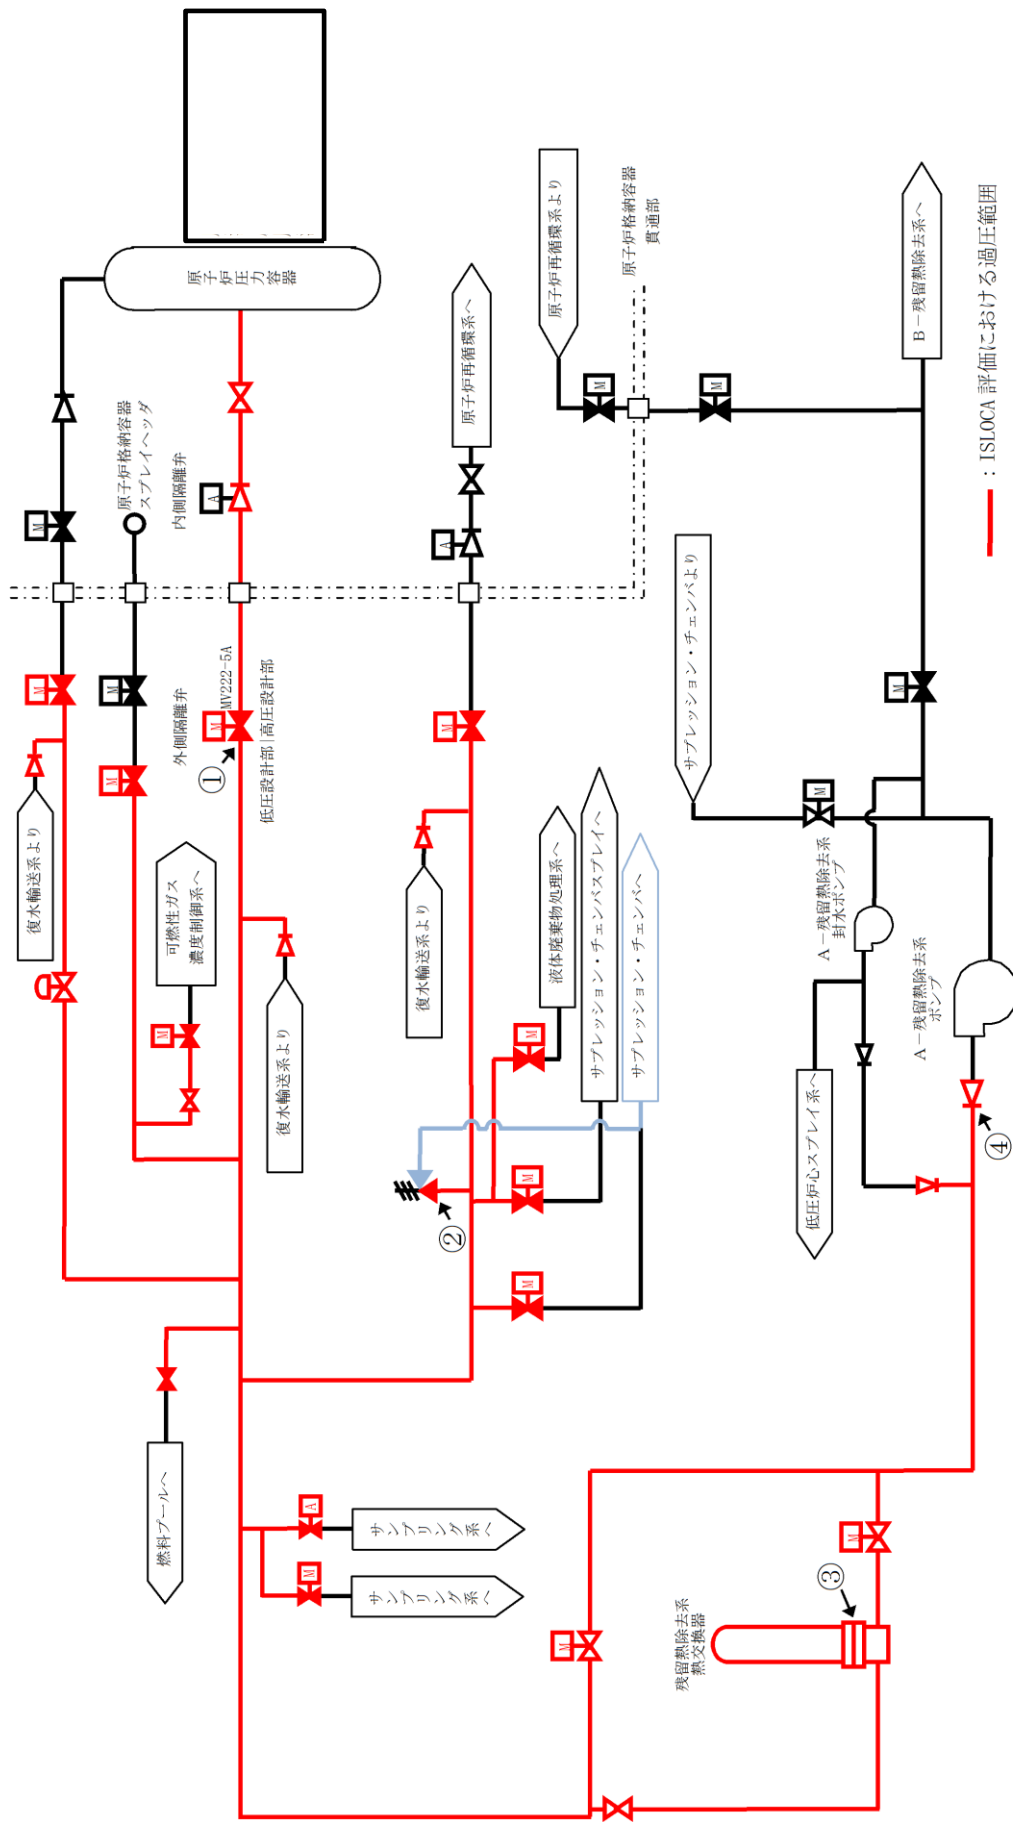 原子炉
圧力
容器
原子炉格納容器
スプレイヘッダ
内側隔離弁
A
M
原子炉再循環系へ
A
原子炉再循環系より
原子炉格納容器
貫通部
M
M
B－残留熱除去系へ
：ISLOCA 評価における過圧範囲
復水輸送系より
M
M
M
外側隔離弁
①
M
MV222-5A
低圧設計部
高圧設計部
可燃性ガス
濃度制御系へ
M
復水輸送系より
復水輸送系より
M
液体廃棄物処理系へ
サプレッション・チェンバスプレイへ
サプレッション・チェンバへ
M
M
M
②
サプレッション・チェンバより
M
M
A－残留熱除去系
封水ポンプ
A－残留熱除去系
ポンプ
低圧炉心スプレイ系へ
④
燃料プールへ
A
サンプリング系へ
M
サンプリング系へ
M
M
残留熱除去系
熱交換器
③